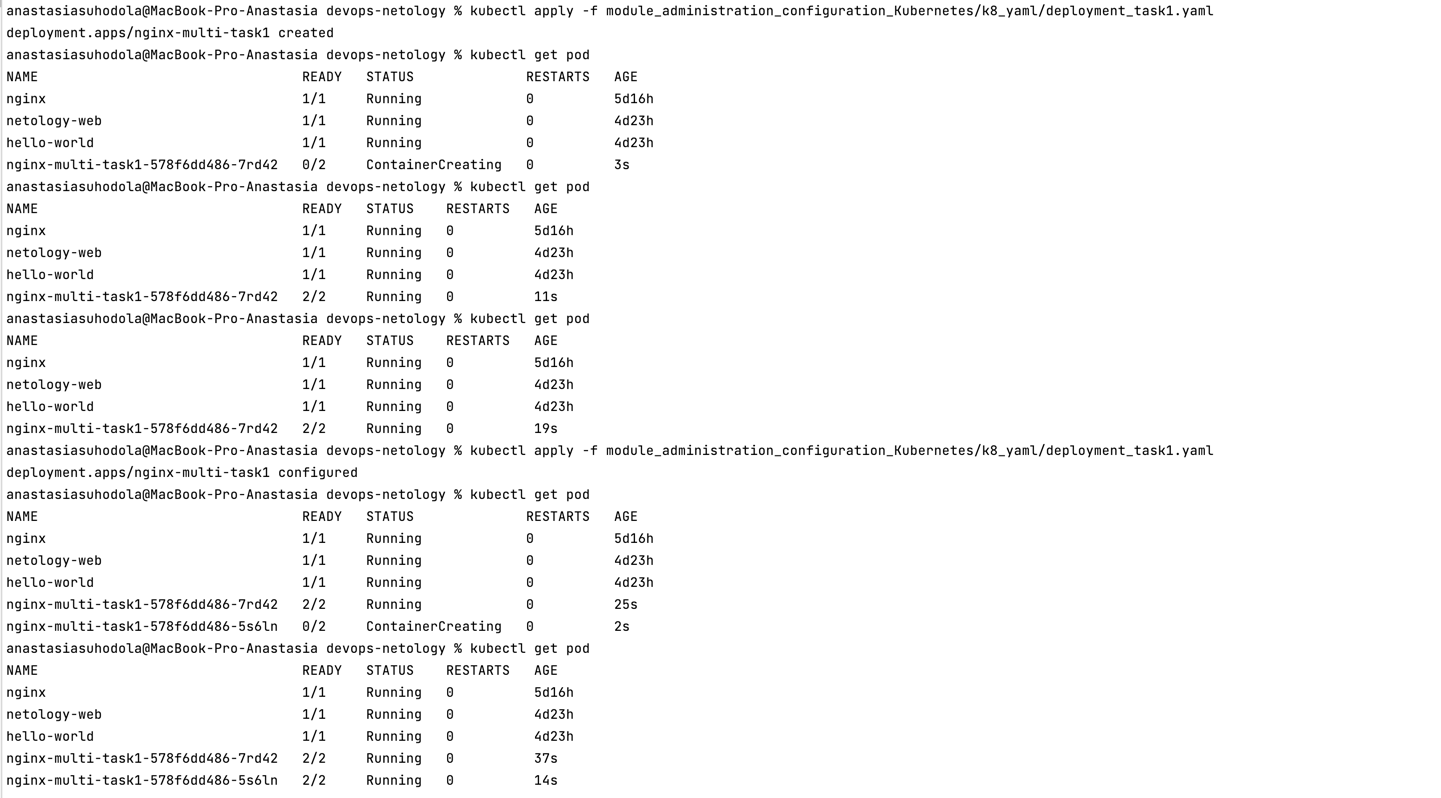 anastasiasuhodola@MacBook-Pro-Anastasia devops-netology % kubectl apply -f module_administration_configuration_Kubernetes/k8_yaml/deployment_task1.yaml
deployment.apps/nginx-multi-task1 created
anastasiasuhodola@MacBook-Pro-Anastasia devops-netology % kubectl get pod
NAME                                 READY   STATUS              RESTARTS   AGE
nginx                                1/1     Running             0          5d16h
netology-web                         1/1     Running             0          4d23h
hello-world                          1/1     Running             0          4d23h
nginx-multi-task1-578f6dd486-7rd42   0/2     ContainerCreating   0          3s
anastasiasuhodola@MacBook-Pro-Anastasia devops-netology % kubectl get pod
NAME                                 READY   STATUS    RESTARTS   AGE
nginx                                1/1     Running   0          5d16h
netology-web                         1/1     Running   0          4d23h
hello-world                          1/1     Running   0          4d23h
nginx-multi-task1-578f6dd486-7rd42   2/2     Running   0          11s
anastasiasuhodola@MacBook-Pro-Anastasia devops-netology % kubectl get pod
NAME                                 READY   STATUS    RESTARTS   AGE
nginx                                1/1     Running   0          5d16h
netology-web                         1/1     Running   0          4d23h
hello-world                          1/1     Running   0          4d23h
nginx-multi-task1-578f6dd486-7rd42   2/2     Running   0          19s
anastasiasuhodola@MacBook-Pro-Anastasia devops-netology % kubectl apply -f module_administration_configuration_Kubernetes/k8_yaml/deployment_task1.yaml
deployment.apps/nginx-multi-task1 configured
anastasiasuhodola@MacBook-Pro-Anastasia devops-netology % kubectl get pod
NAME                                 READY   STATUS              RESTARTS   AGE
nginx                                1/1     Running             0          5d16h
netology-web                         1/1     Running             0          4d23h
hello-world                          1/1     Running             0          4d23h
nginx-multi-task1-578f6dd486-7rd42   2/2     Running             0          25s
nginx-multi-task1-578f6dd486-5s6ln   0/2     ContainerCreating   0          2s
anastasiasuhodola@MacBook-Pro-Anastasia devops-netology % kubectl get pod
NAME                                 READY   STATUS    RESTARTS   AGE
nginx                                1/1     Running   0          5d16h
netology-web                         1/1     Running   0          4d23h
hello-world                          1/1     Running   0          4d23h
nginx-multi-task1-578f6dd486-7rd42   2/2     Running   0          37s
nginx-multi-task1-578f6dd486-5s6ln   2/2     Running   0          14s